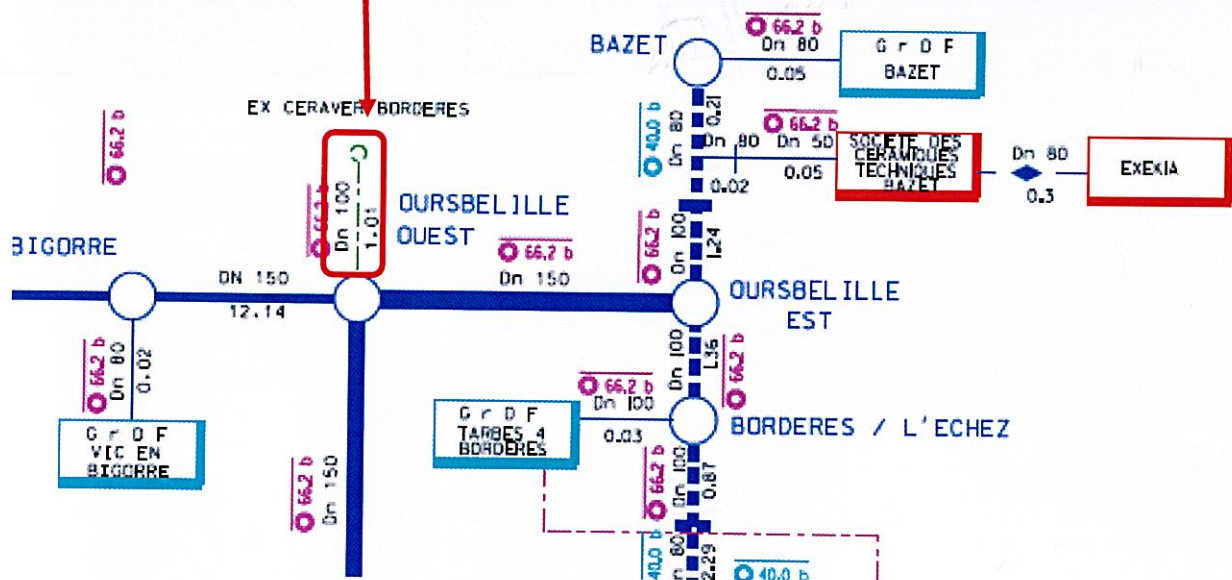 66.2 b
Dn 80
0.05
BAZET
G r D F
BAZET
EX CERAVER BORDERES
66.2 b
40.0 b
Dn 80
0.21
66.2 b
Dn 80
0.02
Dn 50
0.05
SOCIETE DES
CERAMIQUES
TECHNIQUES
BAZET
Dn 80
0.3
EXEKIA
66.2 b
Dn 100
1.01
OURSBELILLE
OUEST
66.2 b
Dn 150
66.2 b
Dn 100
1.24
BIGORRE
DN 150
12.14
OURSBELILLE
EST
66.2 b
Dn 80
0.02
Dn 100
1.36
66.2 b
66.2 b
Dn 100
0.03
G r D F
TARBES 4
BORDERES
BORDERES / L'ECHEZ
G r D F
VIC EN
BIGORRE
66.2 b
Dn 150
66.2 b
Dn 100
0.87
40.0 b
Dn 80
2.29
40.0 b